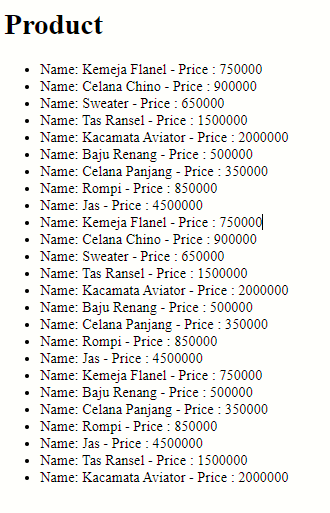 Product
Name: Kemeja Flanel - Price : 750000
Name: Celana Chino - Price : 900000
Name: Sweater - Price : 650000
Name: Tas Ransel - Price : 1500000
Name: Kacamata Aviator - Price : 2000000
Name: Baju Renang - Price : 500000
Name: Celana Panjang - Price : 350000
Name: Rompi - Price : 850000
Name: Jas - Price : 4500000
Name: Kemeja Flanel - Price : 750000
Name: Celana Chino - Price : 900000
Name: Sweater - Price : 650000
Name: Tas Ransel - Price : 1500000
Name: Kacamata Aviator - Price : 2000000
Name: Baju Renang - Price : 500000
Name: Celana Panjang - Price : 350000
Name: Rompi - Price : 850000
Name: Jas - Price : 4500000
Name: Kemeja Flanel - Price : 750000
Name: Baju Renang - Price : 500000
Name: Celana Panjang - Price : 350000
Name: Rompi - Price : 850000
Name: Jas - Price : 4500000
Name: Tas Ransel - Price : 1500000
Name: Kacamata Aviator - Price : 2000000